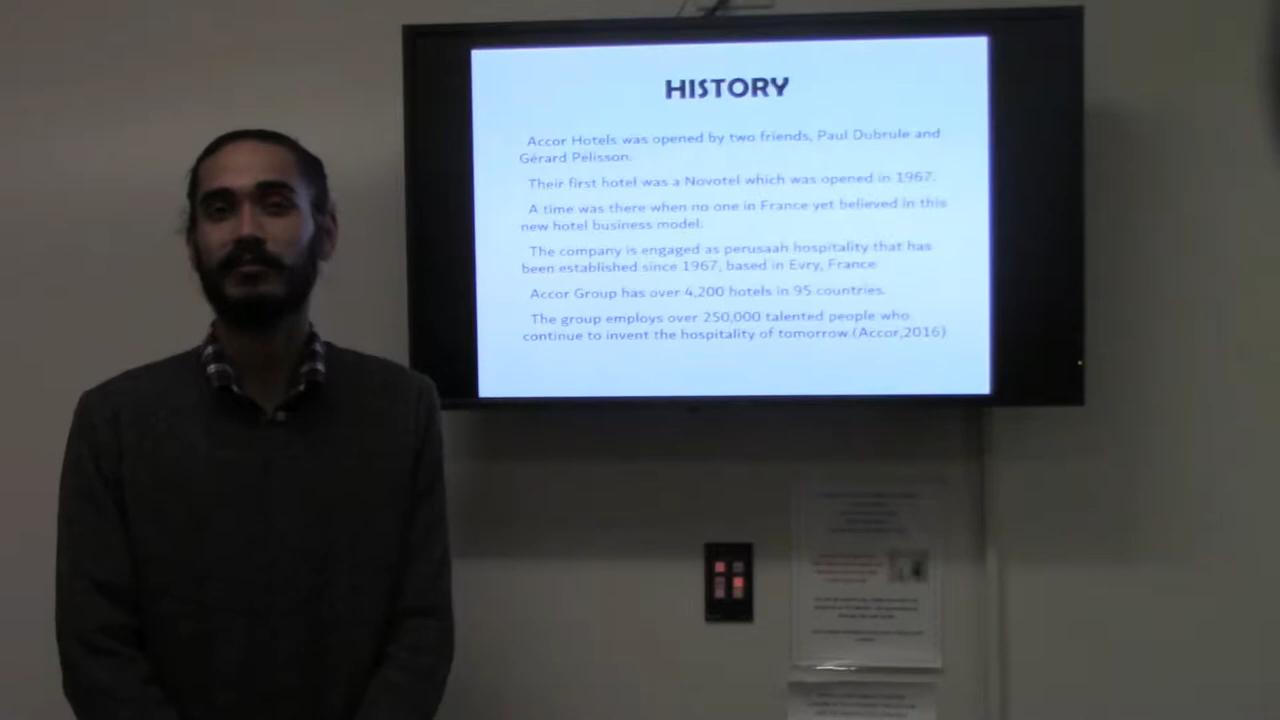 HISTORY
Accor Hotels was opened by two friends, Paul Dubrule and
Gérard Pélisson.
Their first hotel was a Novotel which was opened in 1967.
A time was there when no one in France yet believed in this
new hotel business model.
The company is engaged as perusaah hospitality that has
been established since 1967, based in Evry, France
Accor Group has over 4,200 hotels in 95 countries.
The group employs over 250,000 talented people who
continue to invent the hospitality of tomorrow.(Accor,2016)